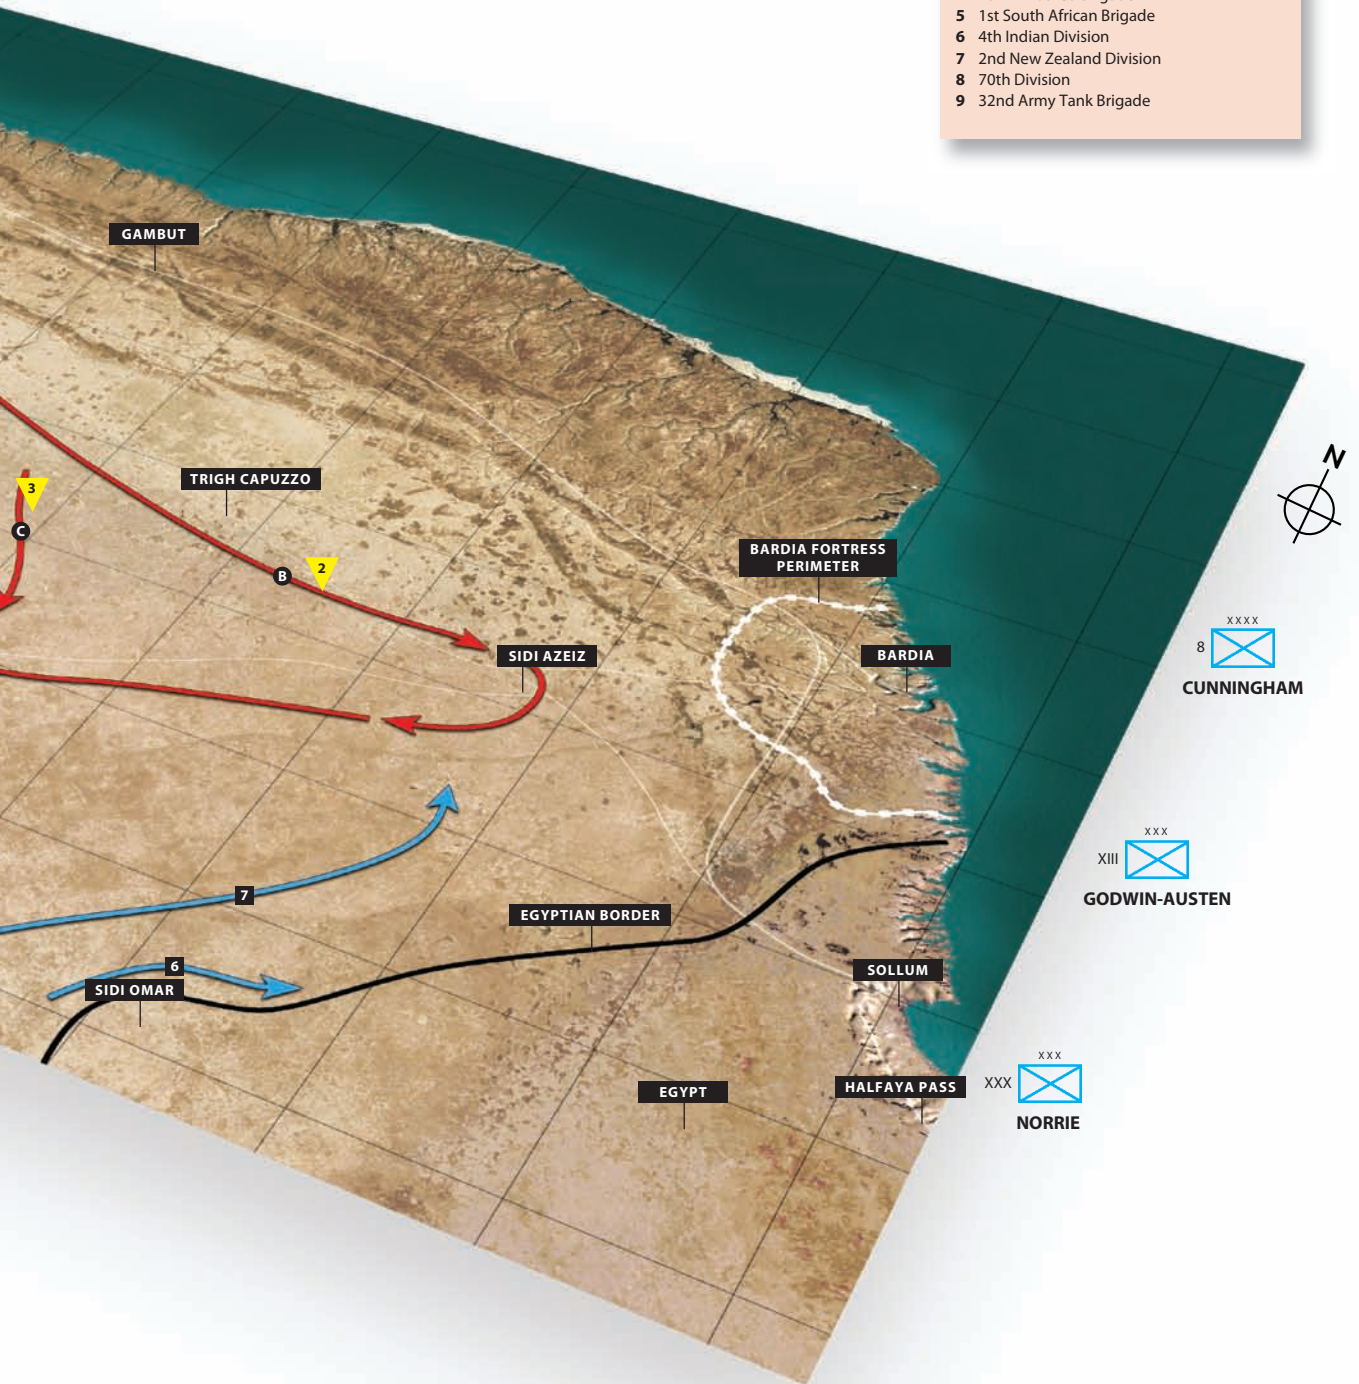 5 1st South African Brigade
6 4th Indian Division
7 2nd New Zealand Division
8 70th Division
9 32nd Army Tank Brigade
GAMBUT
N
TRIGH CAPUZZO
3
C
BARDIA FORTRESS
PERIMETER
2
B
XXXX
8
CUNNINGHAM
SIDI AZEIZ
BARDIA
XXX
XIII
GODWIN-AUSTEN
7
EGYPTIAN BORDER
6
SIDI OMAR
SOLLUM
XXX
XXX
NORRIE
EGYPT
HALFAYA PASS